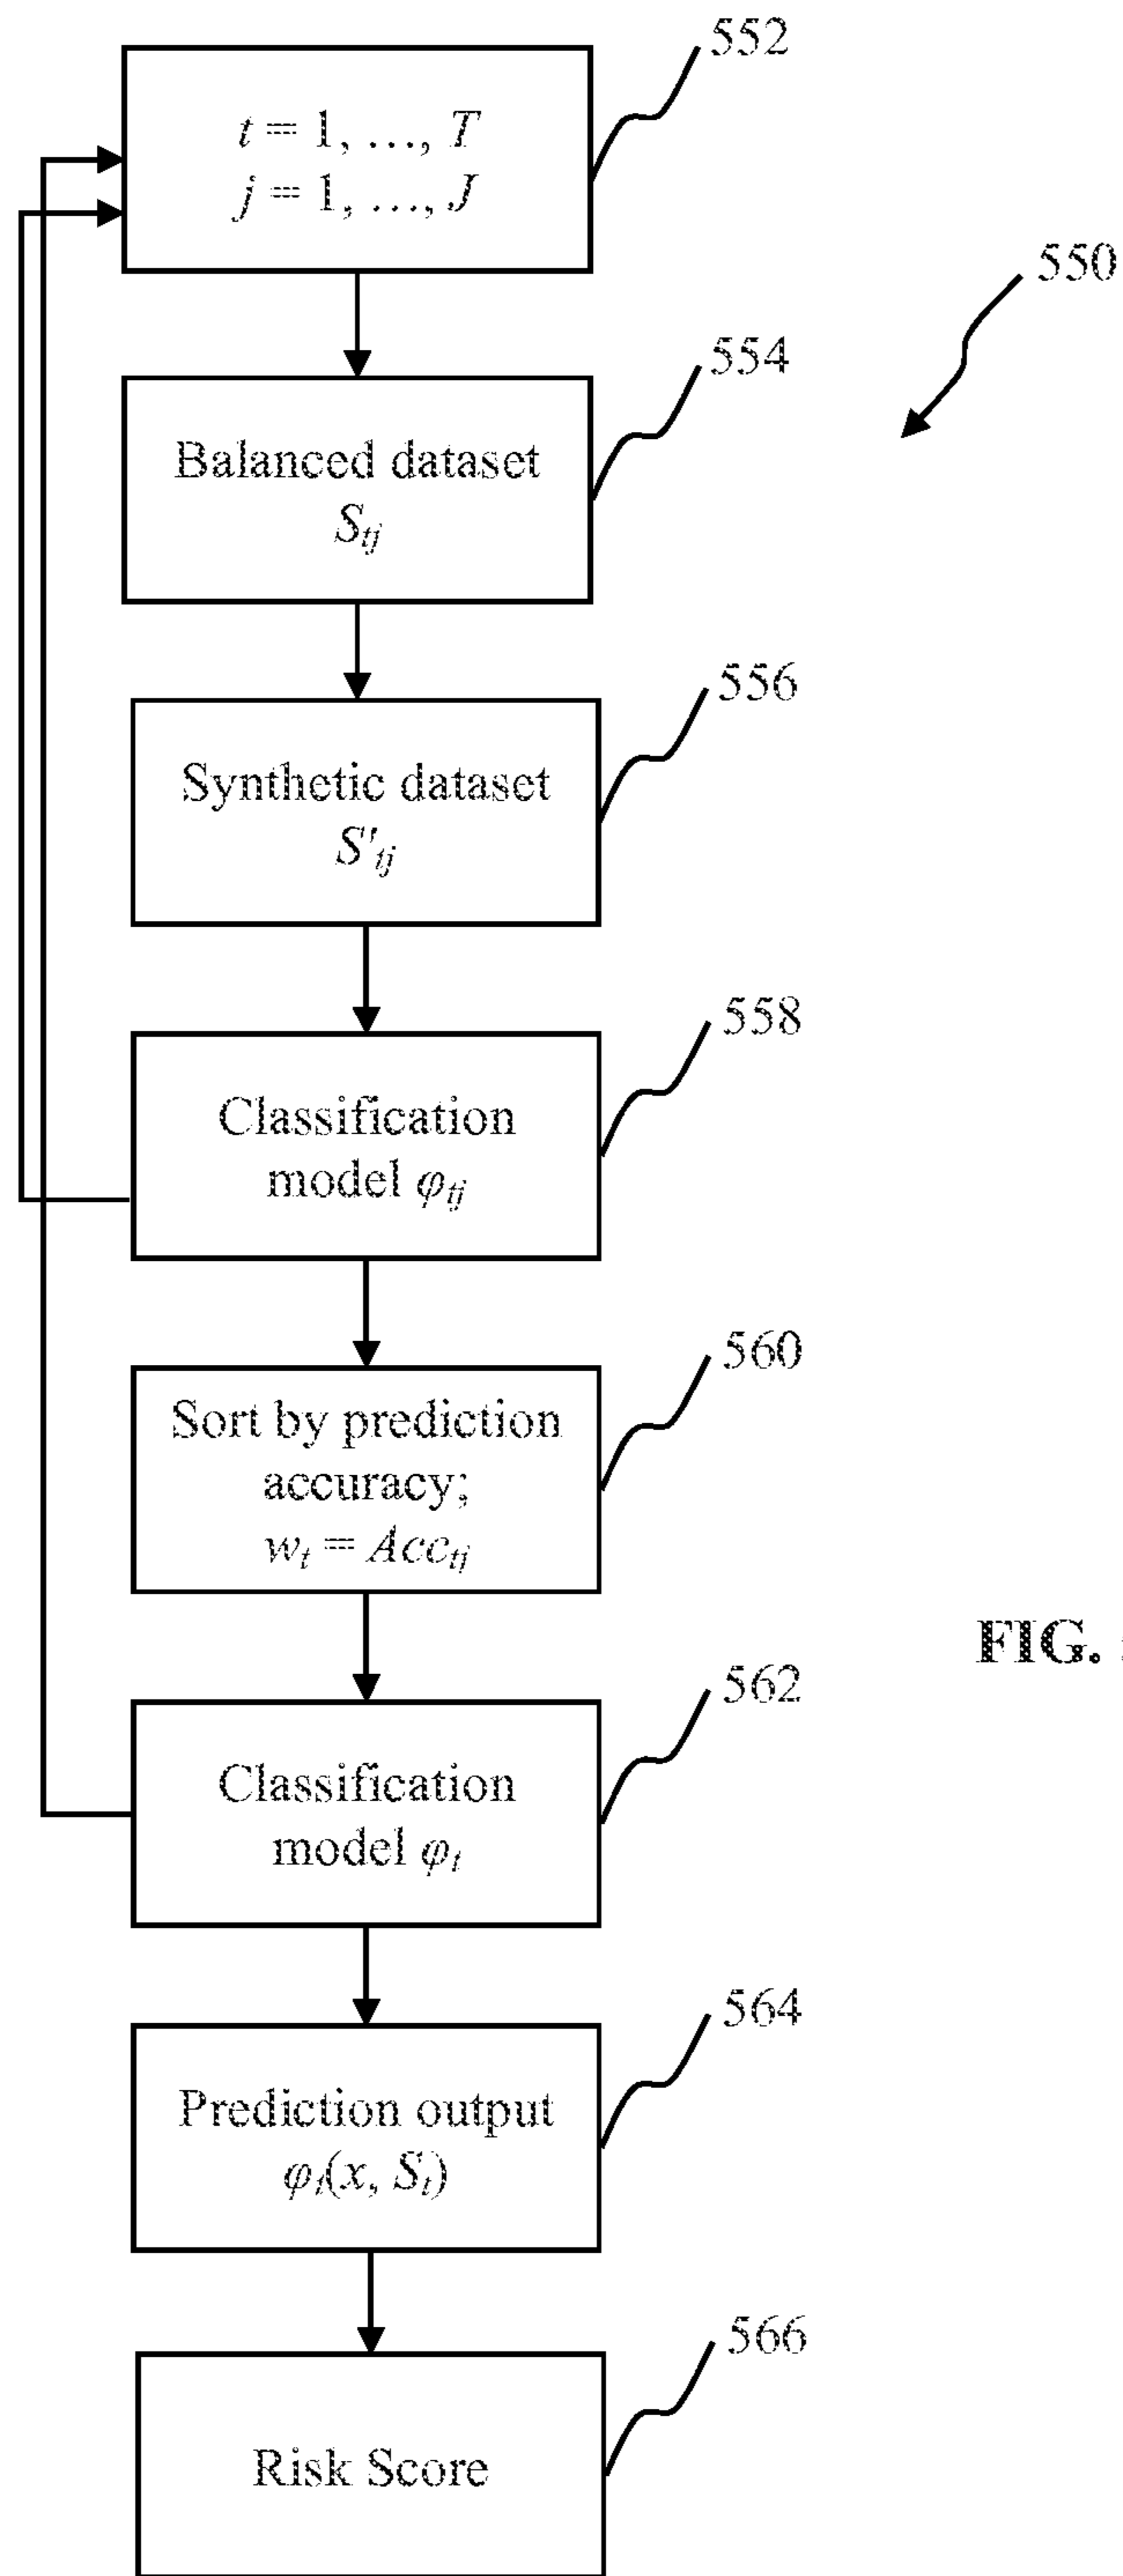 552
t = 1, …, T
j = 1, …, J
550
554
Balanced dataset
S_tj
556
Synthetic dataset
S'_tj
558
Classification
model φ_tj
560
Sort by prediction
accuracy;
w_t = Acc_tj
FIG.
562
Classification
model φ_t
564
Prediction output
φ_t(x, S_t)
566
Risk Score